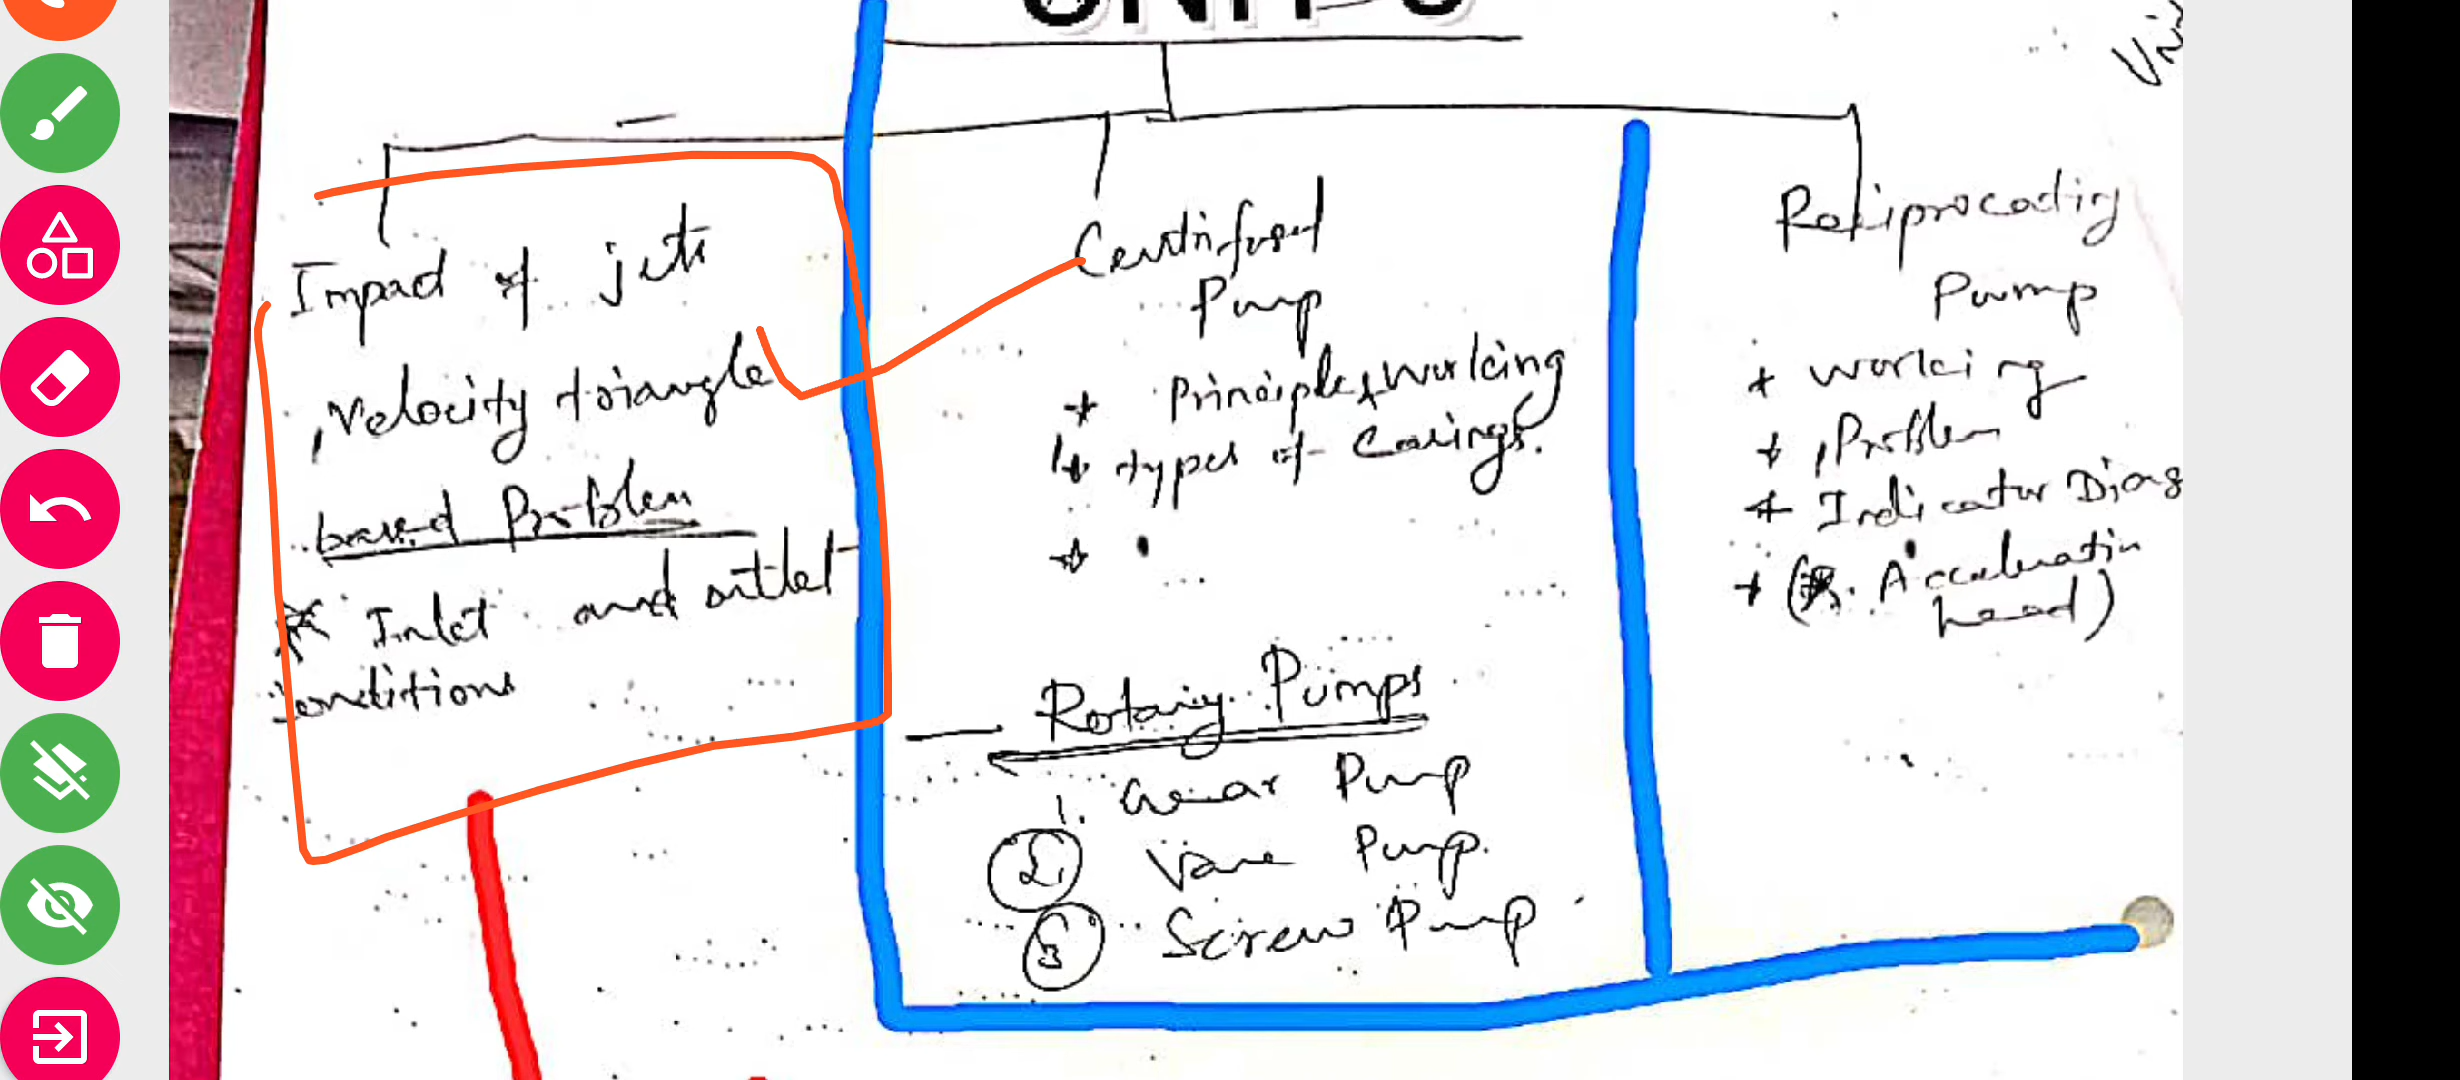 Impact of jets
, Velocity triangle
based Problem
* Inlet and outlet
conditions
Centrifugal
Pump
* Principle & Working
* types of Casings.
*
Rotary Pumps
1. Gear Pump
2. Vane Pump.
3 Screw Pump
Reciprocating
Pump
+ working
+ , Problem
+ Indicator Diag
+ ( Acceleration
head)